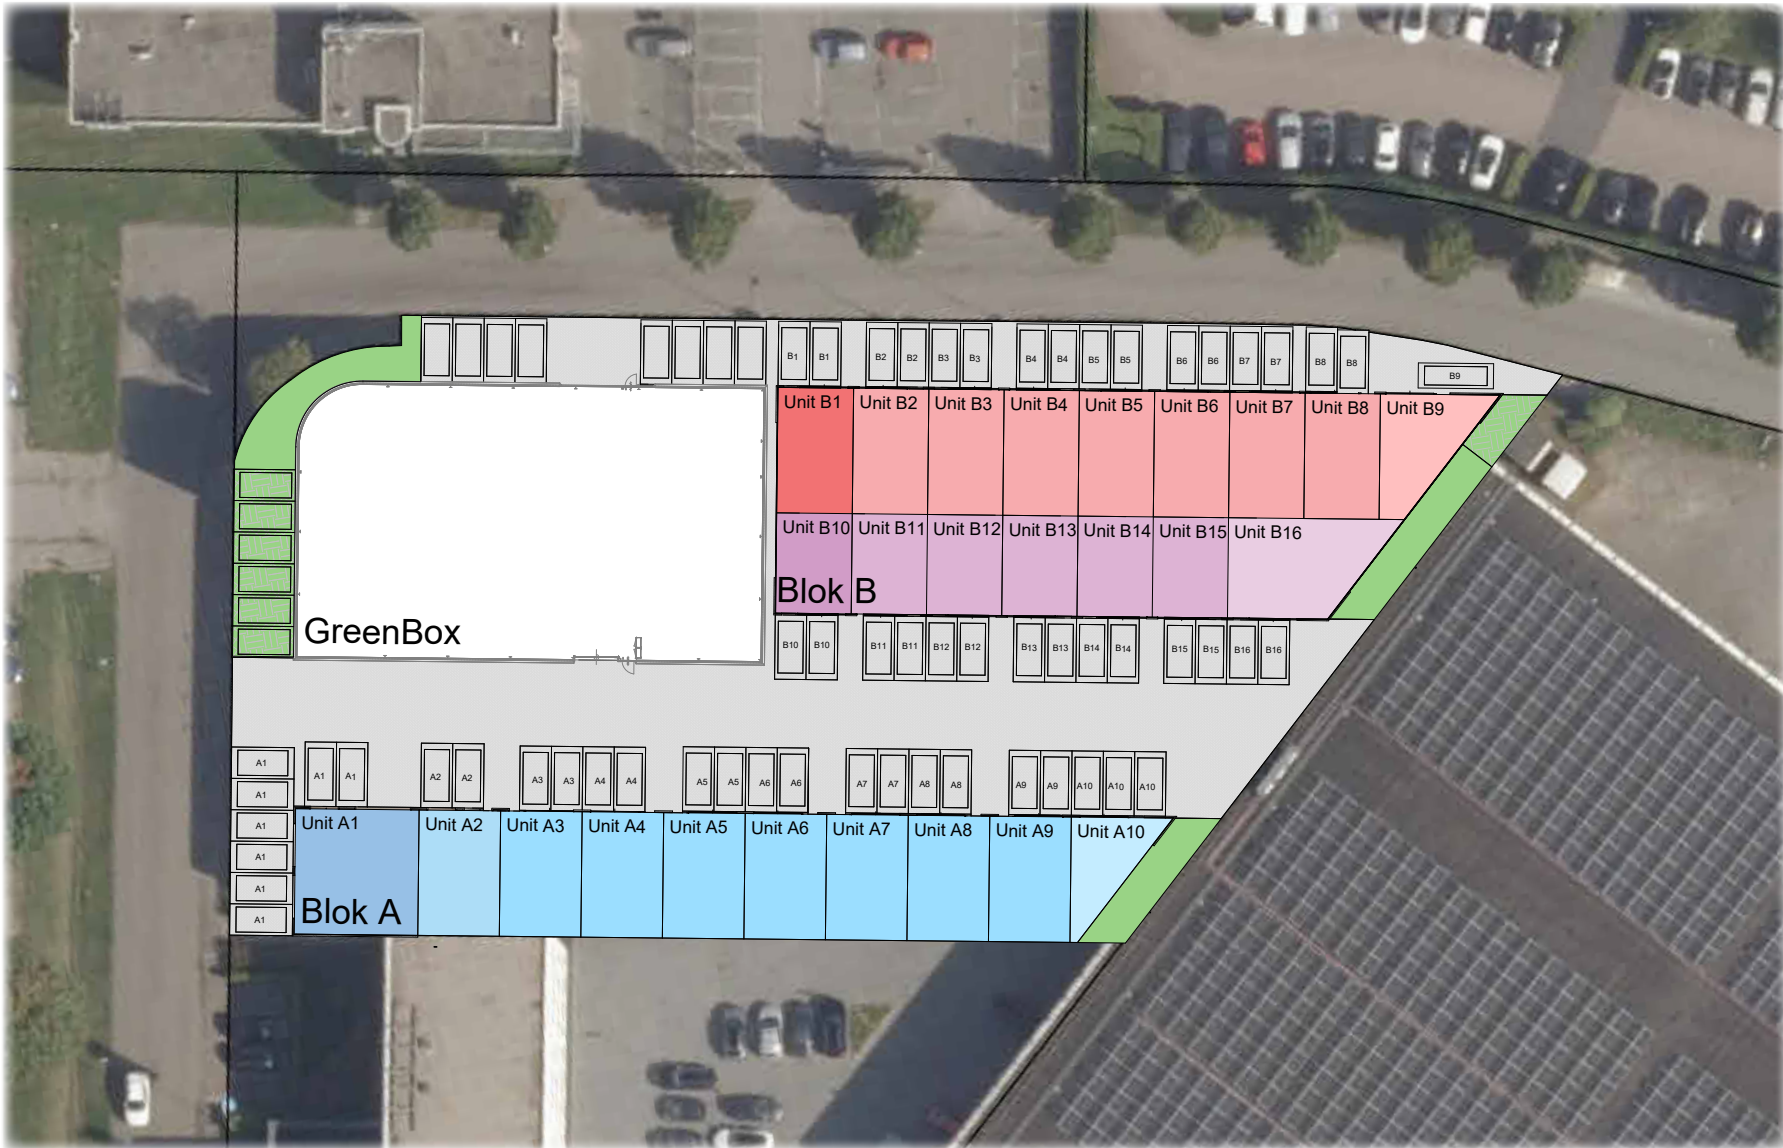 B1 B1 B2 B2 B3 B3 B4 B4 B5 B5 B6 B6 B7 B7 B8 B8 B9
Unit B1 Unit B2 Unit B3 Unit B4 Unit B5 Unit B6 Unit B7 Unit B8 Unit B9
Unit B10 Unit B11 Unit B12 Unit B13 Unit B14 Unit B15 Unit B16
Blok B
GreenBox
B10 B10 B11 B11 B12 B12 B13 B13 B14 B14 B15 B15 B16 B16
A1
A1 A1 A2 A2 A3 A3 A4 A4 A5 A5 A6 A6 A7 A7 A8 A8 A9 A9 A10 A10 A10
A1
A1
Unit A1 Unit A2 Unit A3 Unit A4 Unit A5 Unit A6 Unit A7 Unit A8 Unit A9 Unit A10
A1
A1
A1
Blok A